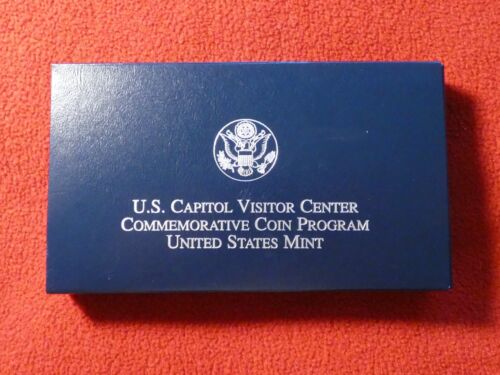 U.S. Capitol Visitor Center
Commemorative Coin Program
United States Mint